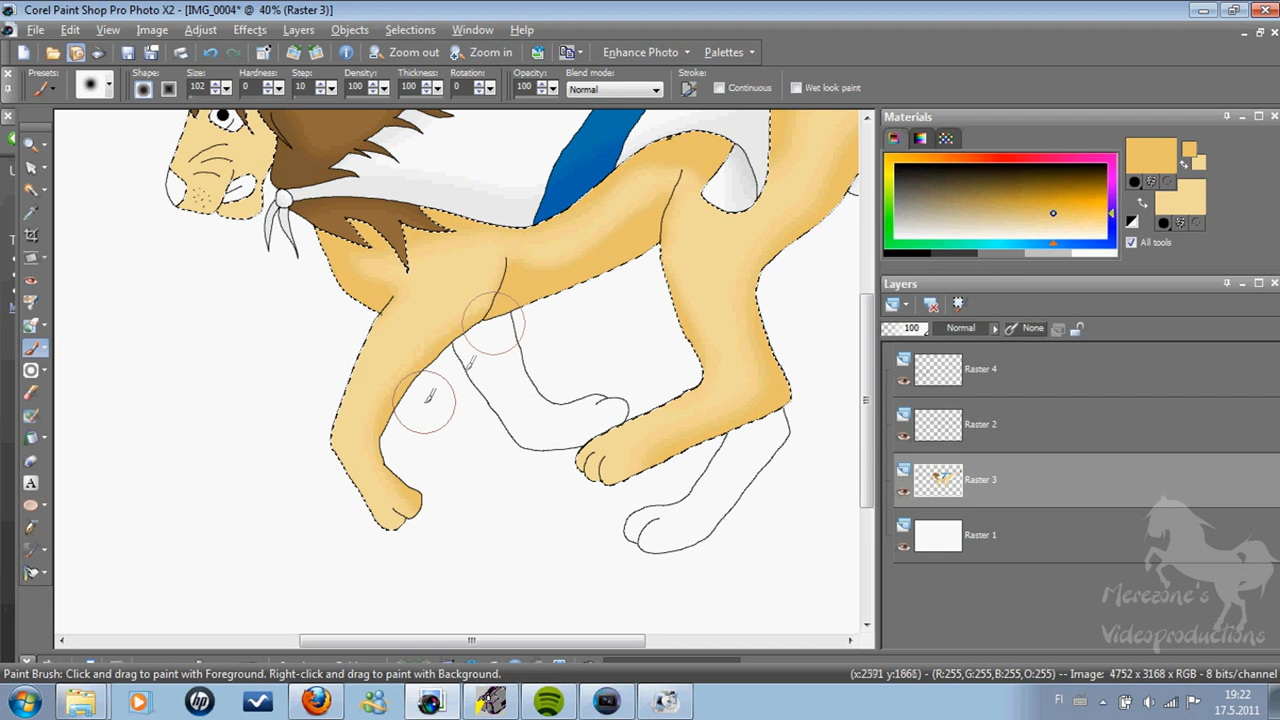 Corel Paint Shop Pro Photo X2 - [IMG_0004* @  40% (Raster 3)]
File Edit View Image Adjust Effects Layers Objects Selections Window Help
Zoom out Zoom in Enhance Photo Palettes
Presets: Shape: Size: Hardness: Step: Density: Thickness: Rotation: Opacity: Blend mode: Stroke:
102 0 10 100 100 0 100 Normal Continuous Wet look paint
Materials
All tools
Layers
100 Normal None
Raster 4
Raster 2
Raster 3
Raster 1
Merezone's
Videoproductions
Paint Brush: Click and drag to paint with Foreground. Right-click and drag to paint with Background.
(R:255,G:255,B:255,O:255) -- Image: 4752 x 3168 x RGB - 8 bits/channel
FI 19:22
17.5.2011